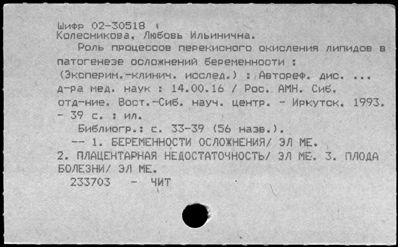 Шифр 02-30518
Колесникова, Любовь Ильинична.
Роль процессов перекисного окисления липидов в
патогенезе осложнений беременности :
(Эксперим.-клинич. исслед.) : Автореф. дис. ...
д-ра мед. наук : 14.00.16 / Рос. АМН. Сиб.
отд-ние. Вост.-Сиб. науч. центр. - Иркутск. 1993.
- 39 с. : ил.
Библиогр.: с. 33-39 (56 назв.).
-- 1. БЕРЕМЕННОСТИ ОСЛОЖНЕНИЯ/ ЭЛ МЕ.
2. ПЛАЦЕНТАРНАЯ НЕДОСТАТОЧНОСТЬ/ ЭЛ МЕ. 3. ПЛОДА
БОЛЕЗНИ/ ЭЛ МЕ.
233703 - ЧИТ